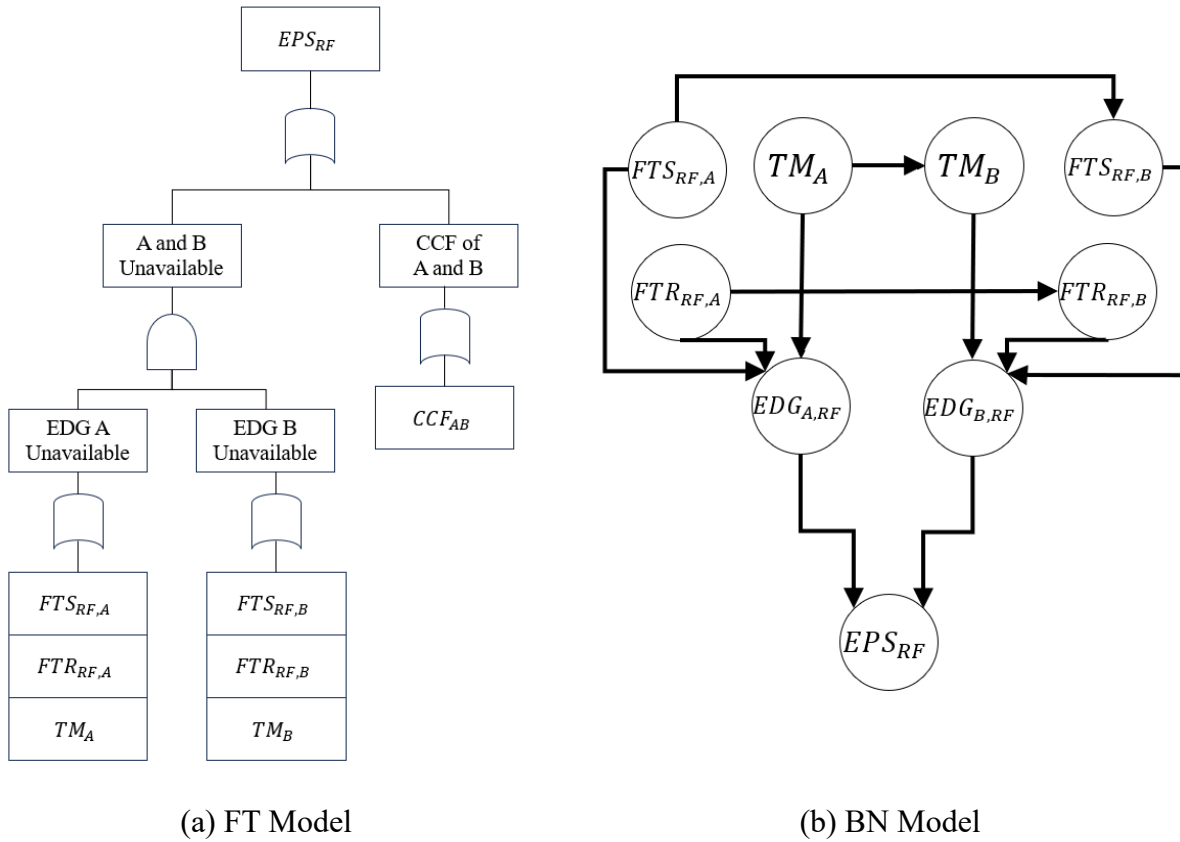 EPS_RF
A and B
Unavailable
CCF of
A and B
EDG A
Unavailable
EDG B
Unavailable
CCF_AB
FTS_RF,A
FTR_RF,A
TM_A
FTS_RF,B
FTR_RF,B
TM_B
(a) FT Model
FTS_RF,A
TM_A
TM_B
FTS_RF,B
FTR_RF,A
FTR_RF,B
EDG_A,RF
EDG_B,RF
EPS_RF
(b) BN Model